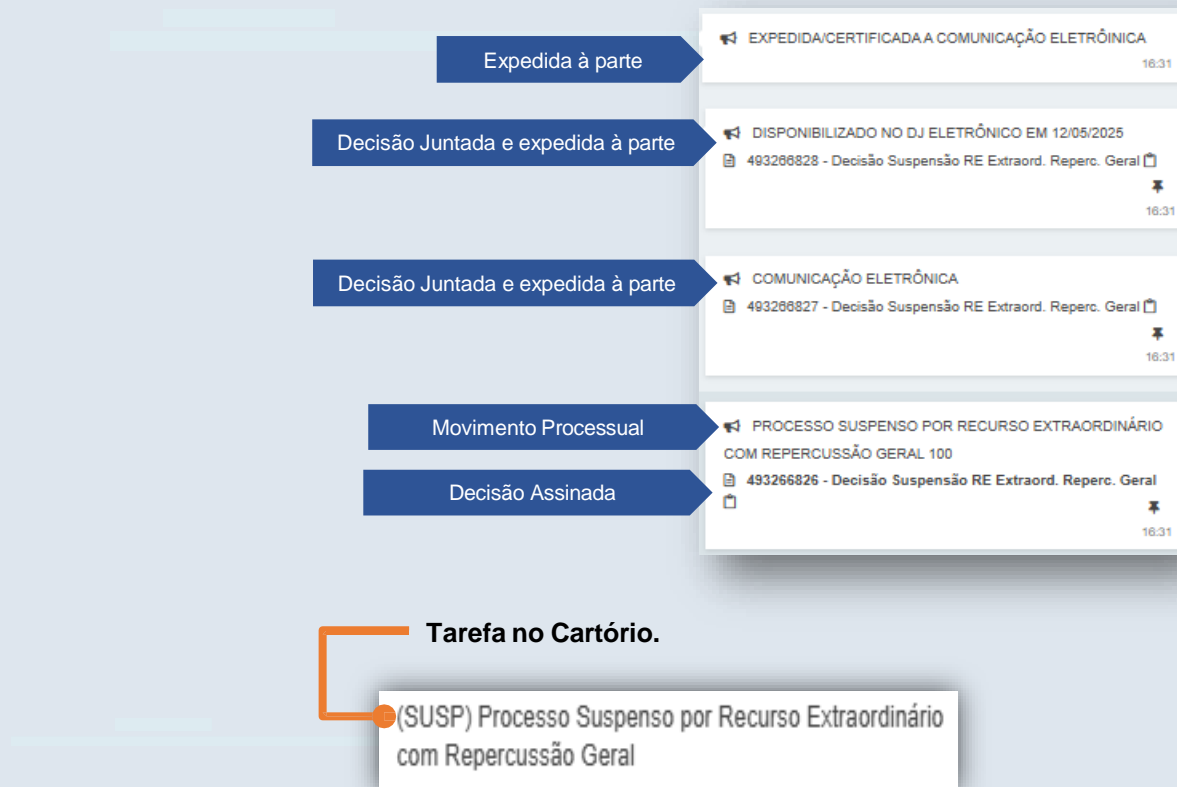 Expedida à parte
EXPEDIDA/CERTIFICADA A COMUNICAÇÃO ELETRÔINICA
16:31
Decisão Juntada e expedida à parte
DISPONIBILIZADO NO DJ ELETRÔNICO EM 12/05/2025
493266828 - Decisão Suspensão RE Extraord. Reperc. Geral
16:31
Decisão Juntada e expedida à parte
COMUNICAÇÃO ELETRÔNICA
493266827 - Decisão Suspensão RE Extraord. Reperc. Geral
16:31
Movimento Processual
PROCESSO SUSPENSO POR RECURSO EXTRAORDINÁRIO
COM REPERCUSSÃO GERAL 100
Decisão Assinada
493266826 - Decisão Suspensão RE Extraord. Reperc. Geral
16:31
Tarefa no Cartório.
(SUSP) Processo Suspenso por Recurso Extraordinário
com Repercussão Geral